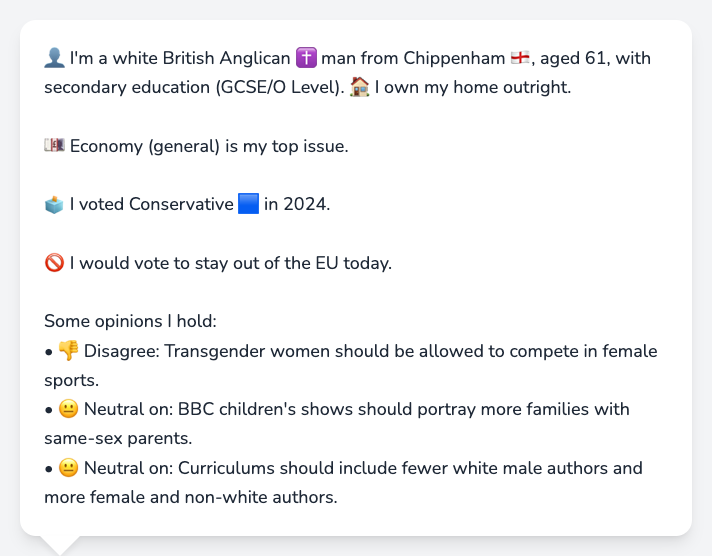 👤 I'm a white British Anglican ✝️ man from Chippenham 🏴󠁧󠁢󠁥󠁮󠁧󠁿, aged 61, with
secondary education (GCSE/O Level). 🏠 I own my home outright.
💷 Economy (general) is my top issue.
🗳️ I voted Conservative 🟦 in 2024.
🚫 I would vote to stay out of the EU today.
Some opinions I hold:
• 👎 Disagree: Transgender women should be allowed to compete in female
sports.
• 😐 Neutral on: BBC children's shows should portray more families with
same-sex parents.
• 😐 Neutral on: Curriculums should include fewer white male authors and
more female and non-white authors.